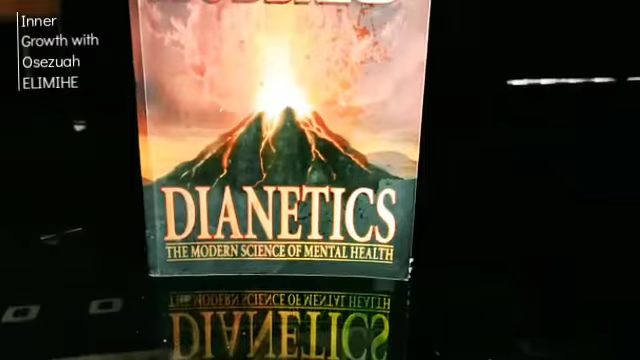 Inner
Growth with
Osezuah
ELIMIHE
DIANETICS
THE MODERN SCIENCE OF MENTAL HEALTH